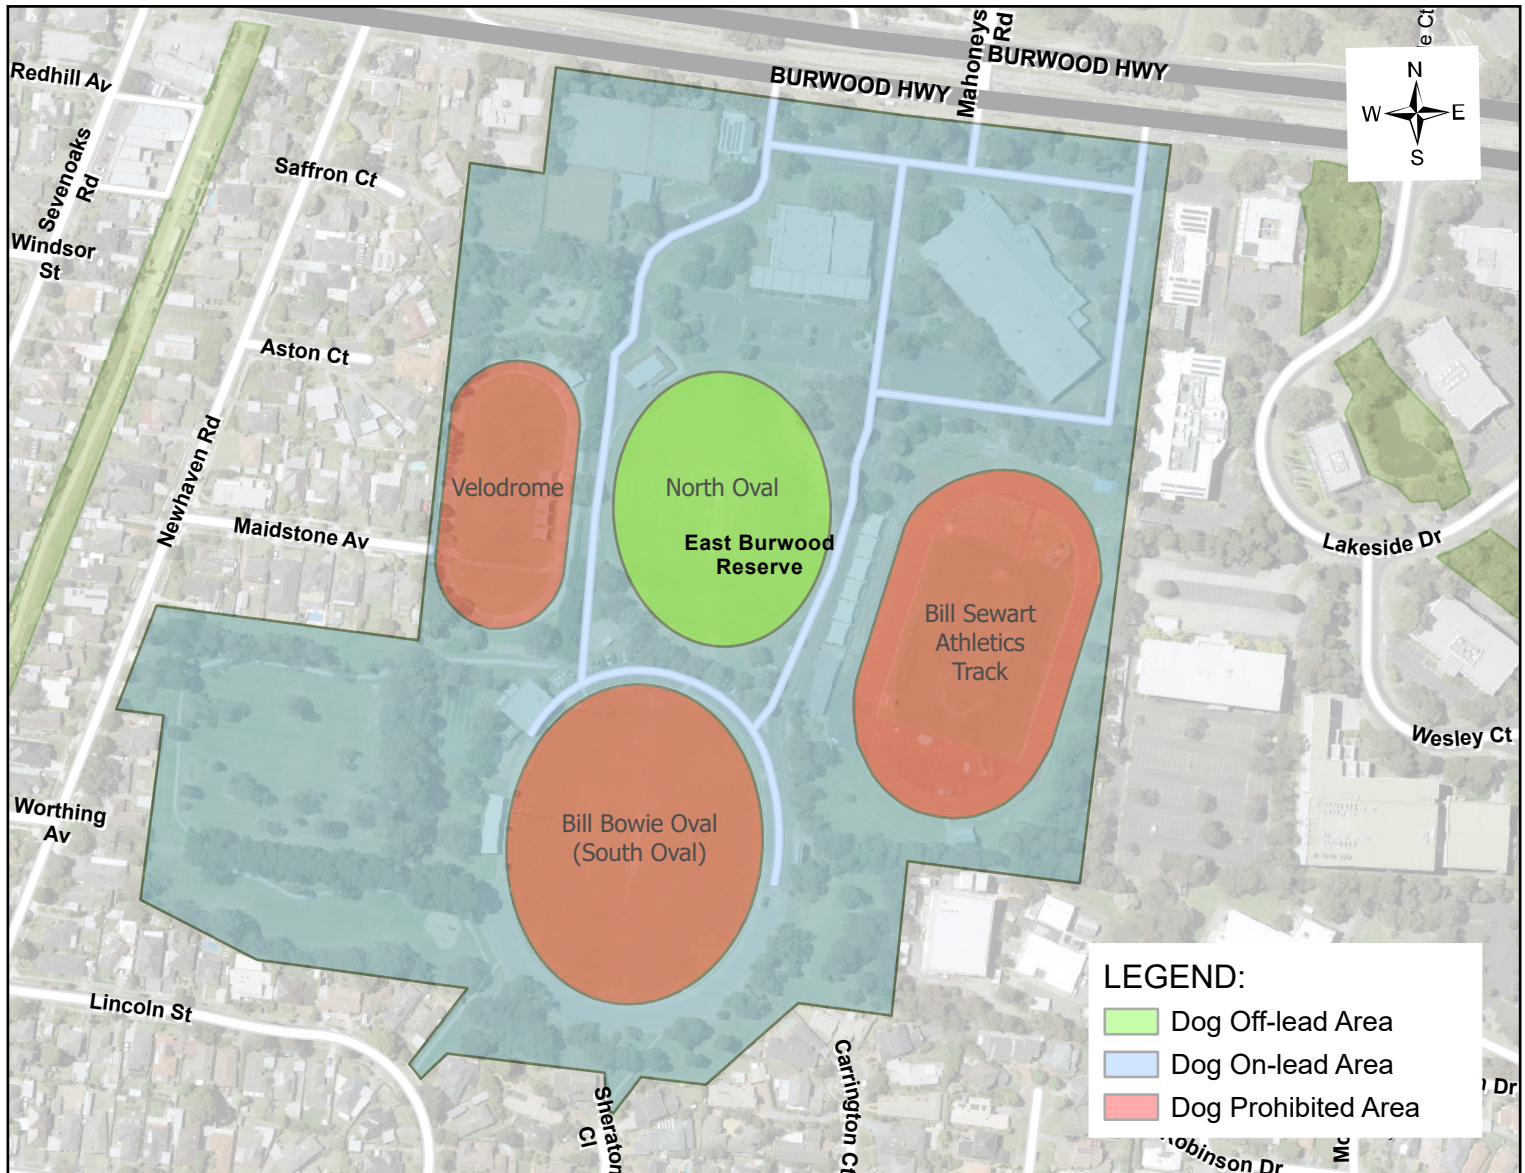 BURWOOD HWY
BURWOOD HWY
Mahoneys
Rd
e Ct
N
W
E
S
Redhill Av
Sevenoaks
Rd
Saffron Ct
Windsor
St
Aston Ct
Newhaven Rd
Maidstone Av
Velodrome
North Oval
East Burwood
Reserve
Bill Sewart
Athletics
Track
Lakeside Dr
Wesley Ct
Worthing
Av
Bill Bowie Oval
(South Oval)
Lincoln St
Sheraton
Cl
Carrington Ct
LEGEND:
Dog Off-lead Area
Dog On-lead Area
Dog Prohibited Area
Dr
Robinson Dr